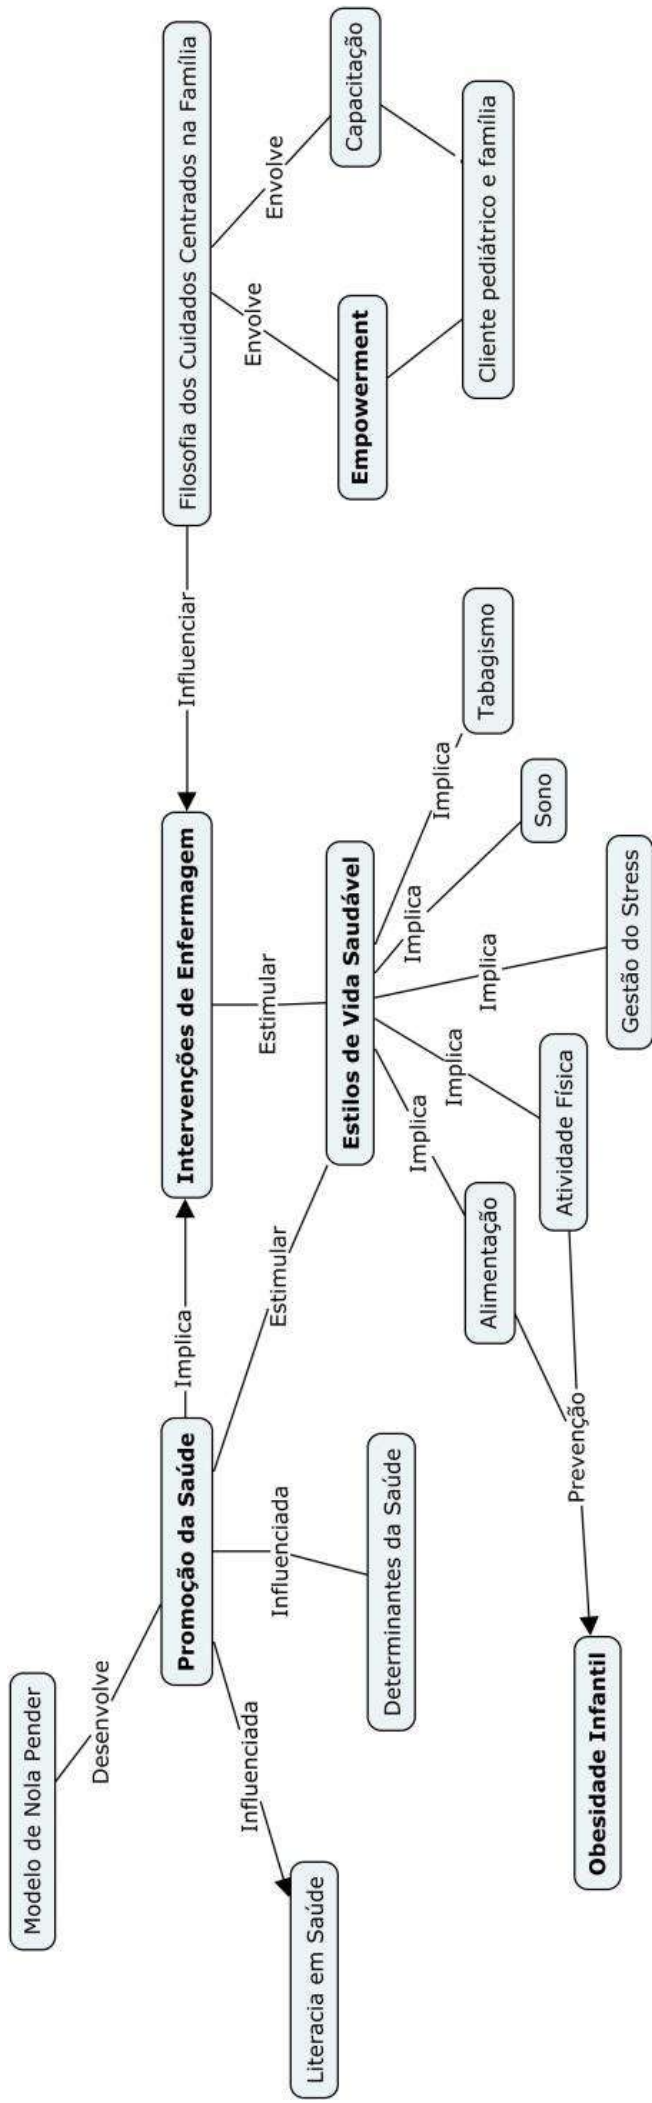 Modelo de Nola Pender
Desenvolve
Promoção da Saúde
Implica
Intervenções de Enfermagem
Influenciar
Filosofia dos Cuidados Centrados na Família
Influenciada
Influenciada
Estimular
Estimular
Envolve
Envolve
Literacia em Saúde
Determinantes da Saúde
Estilos de Vida Saudável
Empowerment
Capacitação
Implica
Implica
Implica
Implica
Implica
Alimentação
Atividade Física
Gestão do Stress
Sono
Tabagismo
Cliente pediátrico e família
Prevenção
Obesidade Infantil